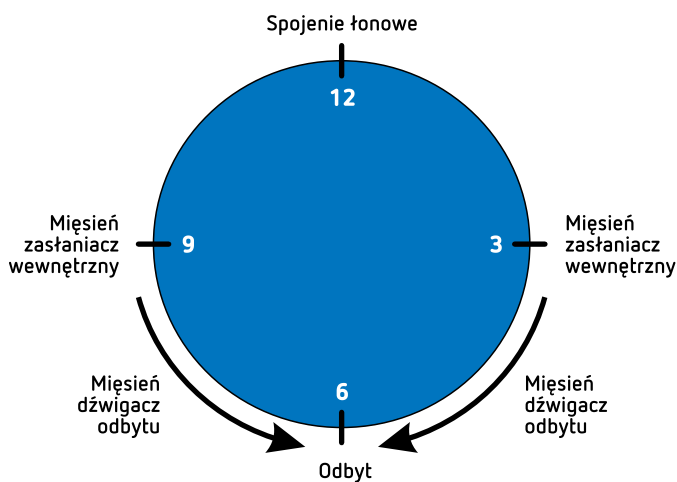 Spojenie łonowe
12
Mięsień
zasłaniacz
wewnętrzny
9
3
Mięsień
zasłaniacz
wewnętrzny
Mięsień
dźwigacz
odbytu
6
Mięsień
dźwigacz
odbytu
Odbyt